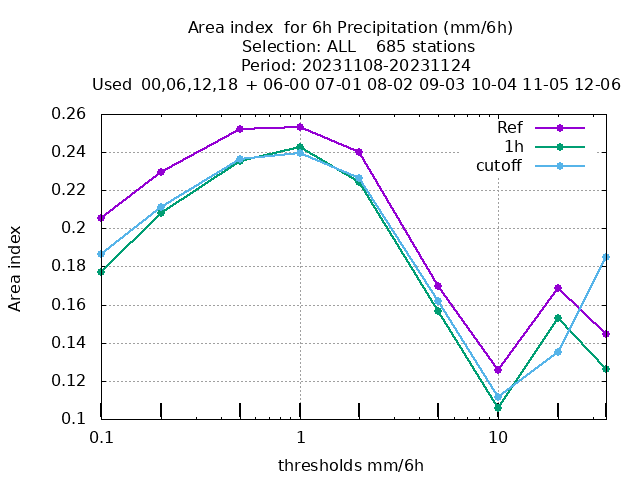 Area index  for 6h Precipitation (mm/6h)
Selection: ALL    685 stations
Period: 20231108-20231124
Used  00,06,12,18  + 06-00 07-01 08-02 09-03 10-04 11-05 12-06
Ref
1h
cutoff
0.26
0.24
0.22
0.2
0.18
0.16
0.14
0.12
0.1
Area index
0.1
1
10
thresholds mm/6h